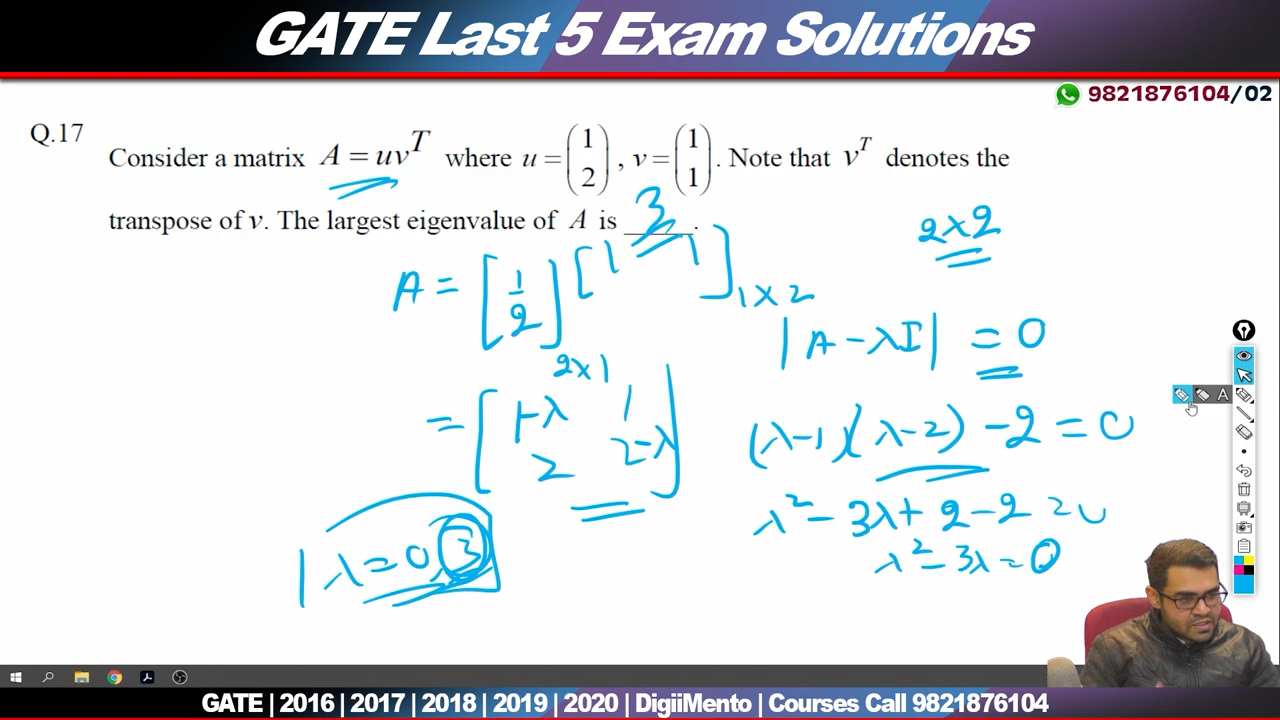 GATE Last 5 Exam Solutions
9821876104/02
Q.17
Consider a matrix A = uv^T where u = (1 2), v = (1 1). Note that v^T denotes the
transpose of v. The largest eigenvalue of A is 3.
2×2
A = [1 2] [1 1] 1×2
2×1
|A − λI| = 0
= [1-λ 1
2 2-λ]
(λ-1)(λ-2) -2 = 0
λ² - 3λ + 2 - 2 = 0
λ² - 3λ = 0
λ = 0, 3
A
GATE | 2016 | 2017 | 2018 | 2019 | 2020 | DigiiMento | Courses Call 9821876104